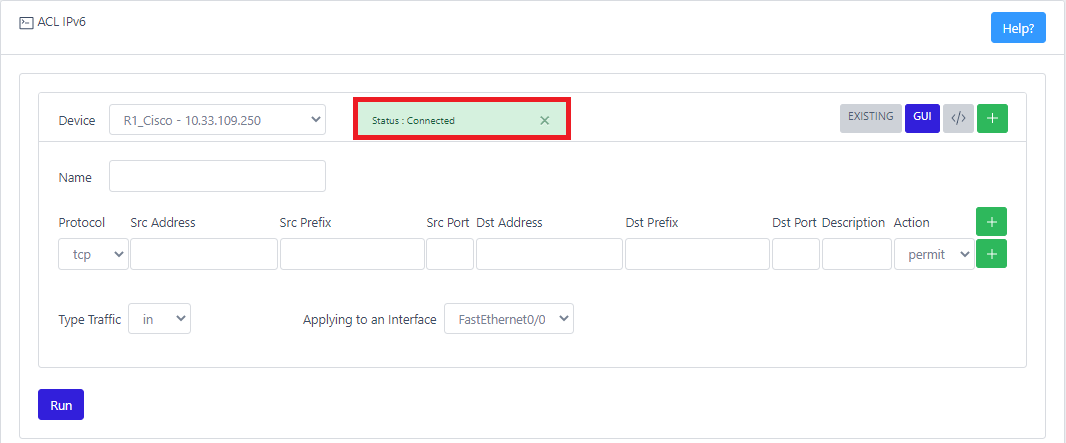 ACL IPv6
Help?
Device R1_Cisco - 10.33.109.250 Status : Connected × EXISTING GUI </> +
Name
Protocol Src Address Src Prefix Src Port Dst Address Dst Prefix Dst Port Description Action +
tcp permit +
Type Traffic in Applying to an Interface FastEthernet0/0
Run